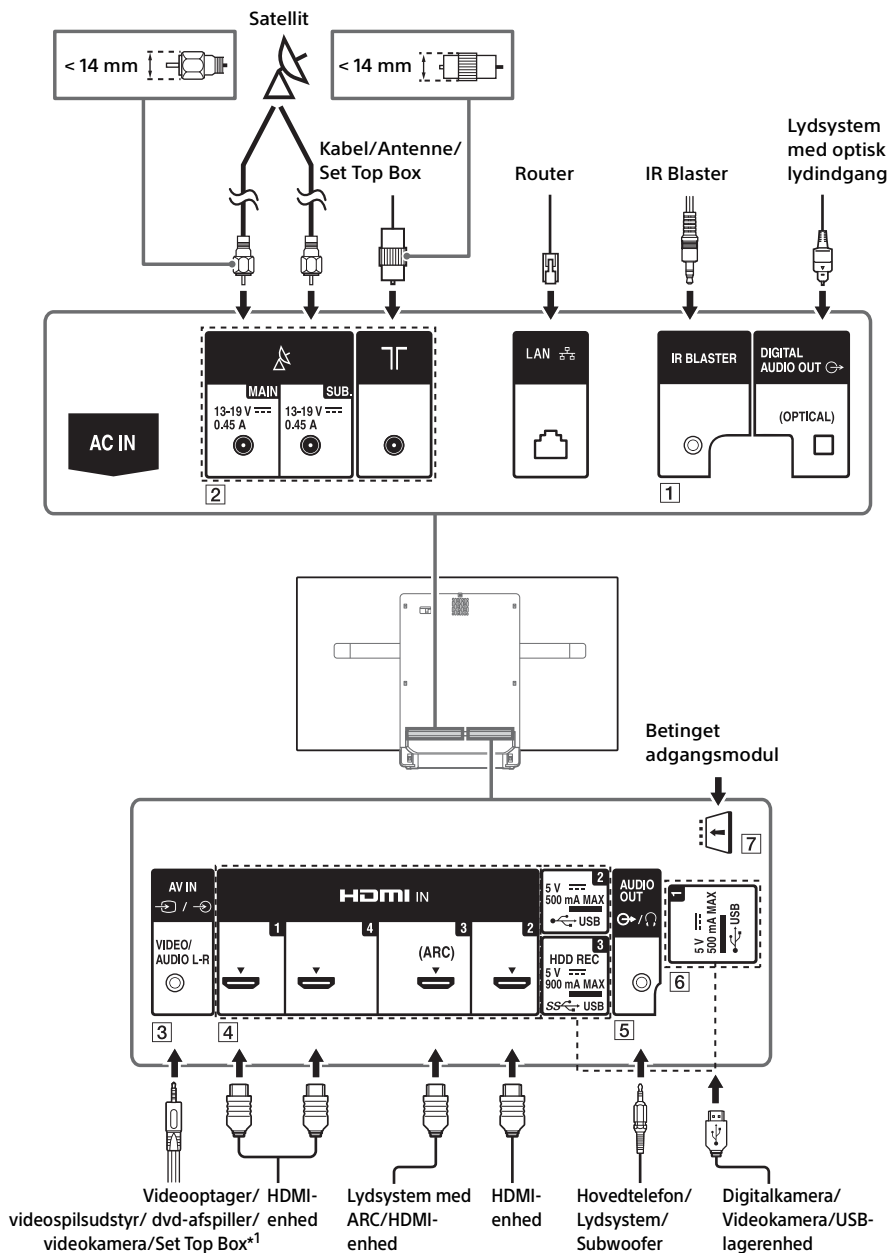 Satellit
< 14 mm
< 14 mm
Kabel/Antenne/
Set Top Box
Router
IR Blaster
Lydsystem
med optisk
lydindgang
AC IN
MAIN
13-19 V
0.45 A
SUB.
13-19 V
0.45 A
2
LAN
IR BLASTER
1
DIGITAL
AUDIO OUT
(OPTICAL)
Betinget
adgangsmodul
7
AV IN
/
VIDEO/
AUDIO L-R
3
HDMI IN
1
4
3
(ARC)
2
4
2
5 V
500 mA MAX
USB
3
HDD REC
5 V
900 mA MAX
SS USB
AUDIO
OUT
/
5
1
5 V
500 mA MAX
USB
6
Videooptager/
videospilsudstyr/ dvd-afspiller/
videokamera/Set Top Box*1
HDMI-
enhed
Lydsystem med
ARC/HDMI-
enhed
HDMI-
enhed
Hovedtelefon/
Lydsystem/
Subwoofer
Digitalkamera/
Videokamera/USB-
lagerenhed